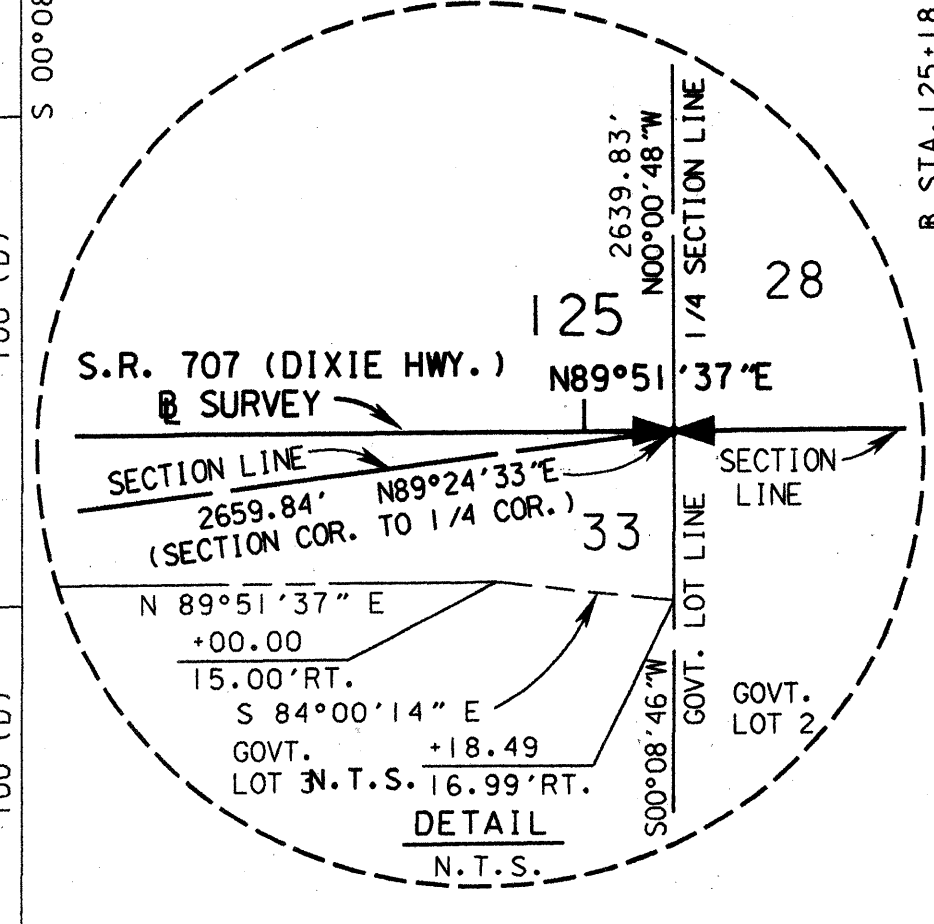 S 00°08
2639.83'
N00°00'48"W
1/4 SECTION LINE
28
125
S.R. 707 (DIXIE HWY.)
N89°51'37"E
BL SURVEY
SECTION LINE
N89°24'33"E
2659.84'
(SECTION COR. TO 1/4 COR.)
SECTION
LINE
33
GOVT. LOT LINE
N 89°51'37" E
+00.00
15.00'RT.
S 84°00'14" E
GOVT.
LOT 3
N.T.S.
+18.49
16.99'RT.
S00°08'46"W
GOVT.
LOT 2
DETAIL
N.T.S.
100 (D)
100 (D)
STA. 125+18